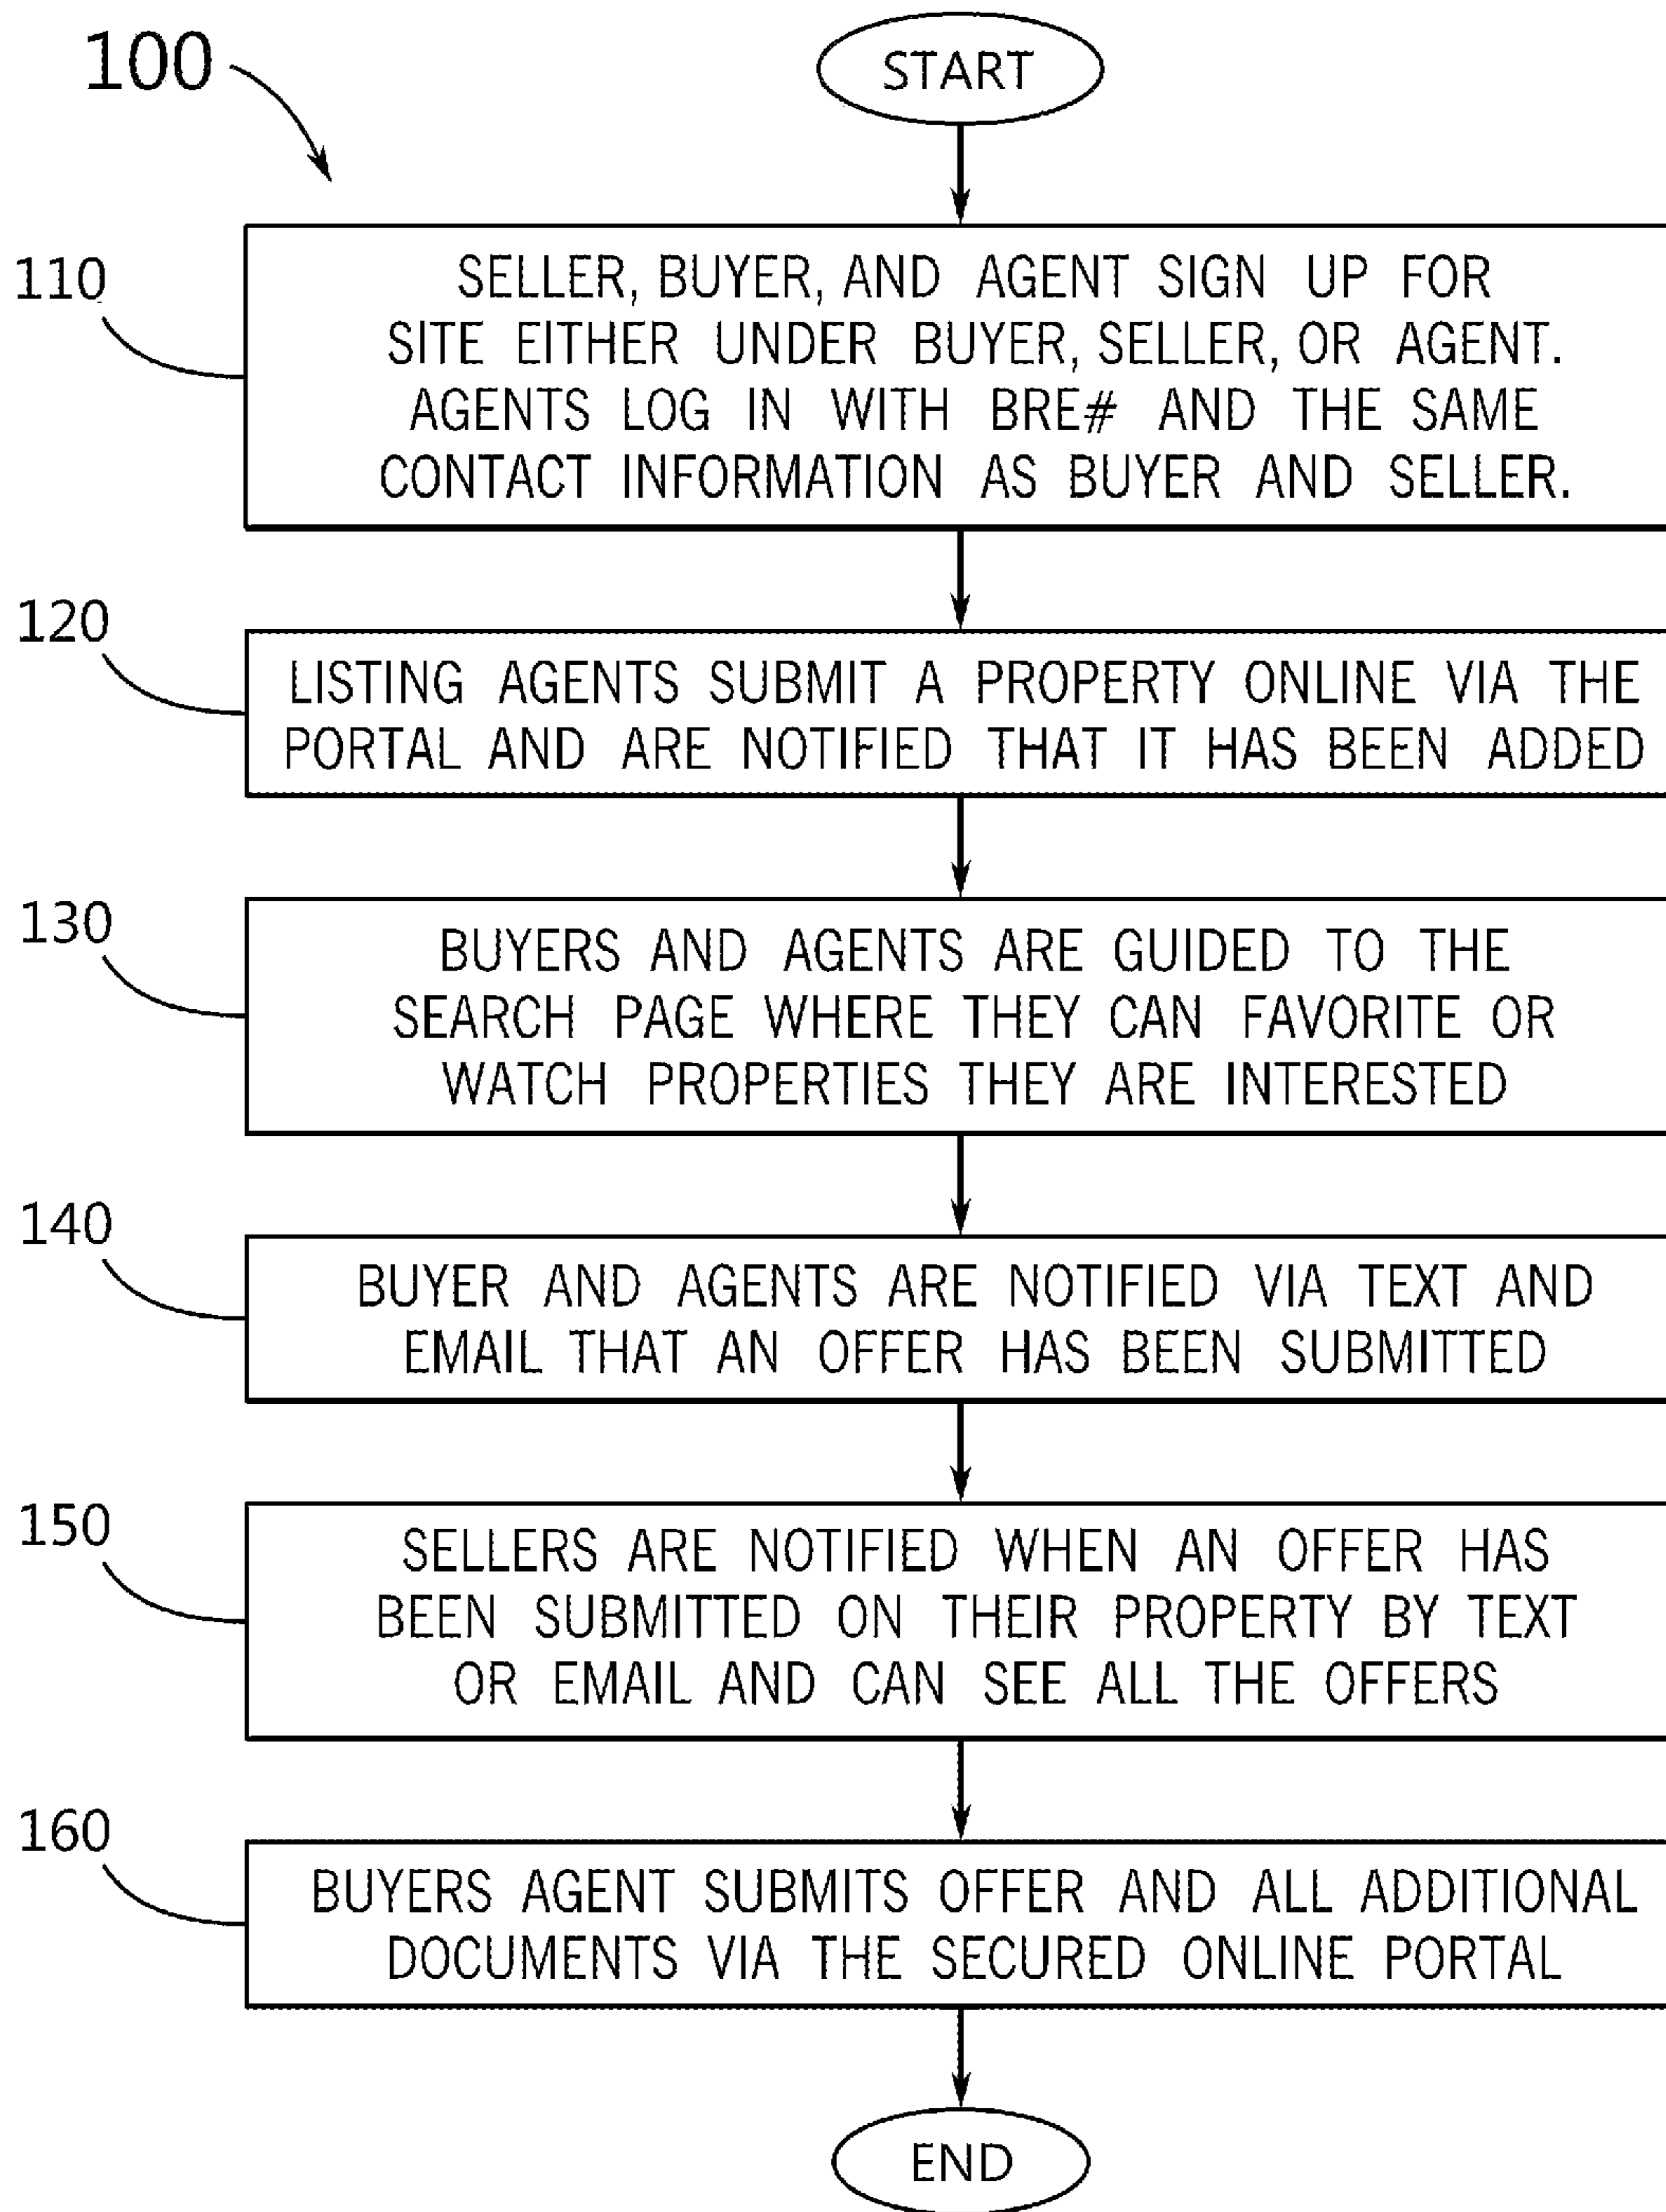 100
START
110
SELLER, BUYER, AND AGENT SIGN UP FOR
SITE EITHER UNDER BUYER, SELLER, OR AGENT.
AGENTS LOG IN WITH BRE# AND THE SAME
CONTACT INFORMATION AS BUYER AND SELLER.
120
LISTING AGENTS SUBMIT A PROPERTY ONLINE VIA THE
PORTAL AND ARE NOTIFIED THAT IT HAS BEEN ADDED
130
BUYERS AND AGENTS ARE GUIDED TO THE
SEARCH PAGE WHERE THEY CAN FAVORITE OR
WATCH PROPERTIES THEY ARE INTERESTED
140
BUYER AND AGENTS ARE NOTIFIED VIA TEXT AND
EMAIL THAT AN OFFER HAS BEEN SUBMITTED
150
SELLERS ARE NOTIFIED WHEN AN OFFER HAS
BEEN SUBMITTED ON THEIR PROPERTY BY TEXT
OR EMAIL AND CAN SEE ALL THE OFFERS
160
BUYERS AGENT SUBMITS OFFER AND ALL ADDITIONAL
DOCUMENTS VIA THE SECURED ONLINE PORTAL
END